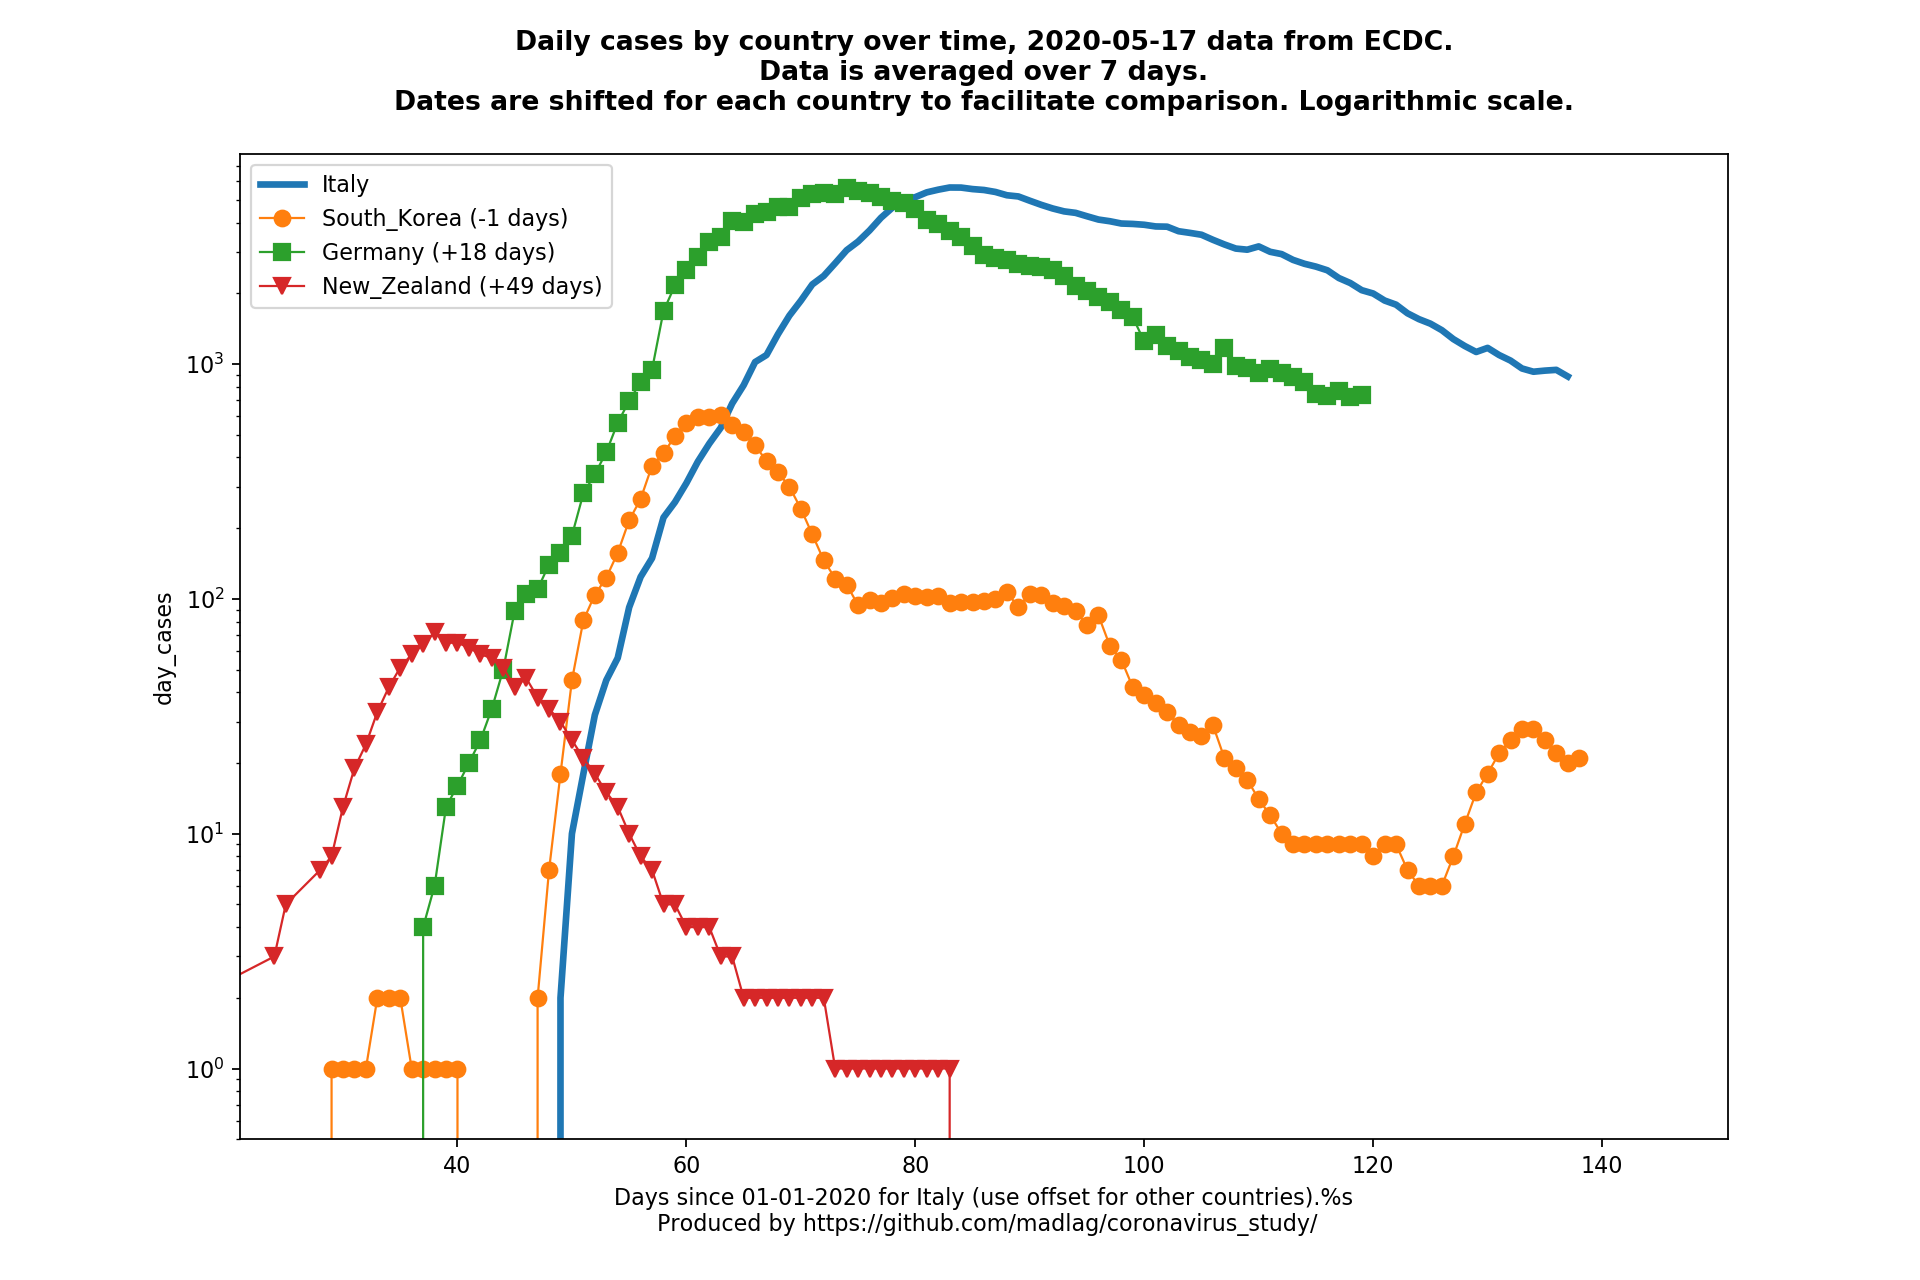 Daily cases by country over time, 2020-05-17 data from ECDC.
Data is averaged over 7 days.
Dates are shifted for each country to facilitate comparison. Logarithmic scale.
Italy
South_Korea (-1 days)
Germany (+18 days)
New_Zealand (+49 days)
day_cases
10³
10²
10¹
10⁰
40 60 80 100 120 140
Days since 01-01-2020 for Italy (use offset for other countries).%s
Produced by https://github.com/madlag/coronavirus_study/